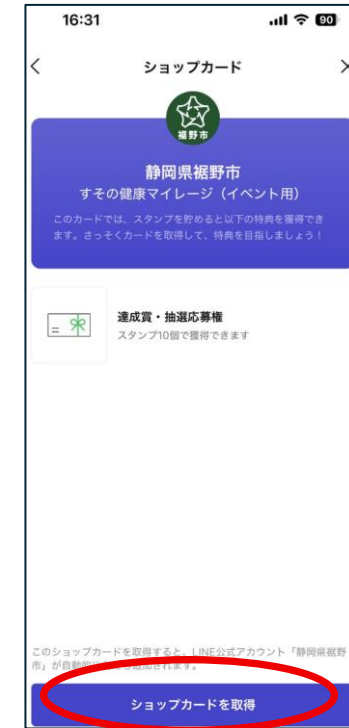 16:31
90
ショップカード
裾野市
静岡県裾野市
すその健康マイレージ（イベント用）
このカードでは、スタンプを貯めると以下の特典を獲得でき
ます。さっそくカードを取得して、特典を目指しましょう！
達成賞・抽選応募権
スタンプ10個で獲得できます
このショップカードを取得すると、LINE公式アカウント「静岡県裾野
市」が自動的に 追加されます。
ショップカードを取得